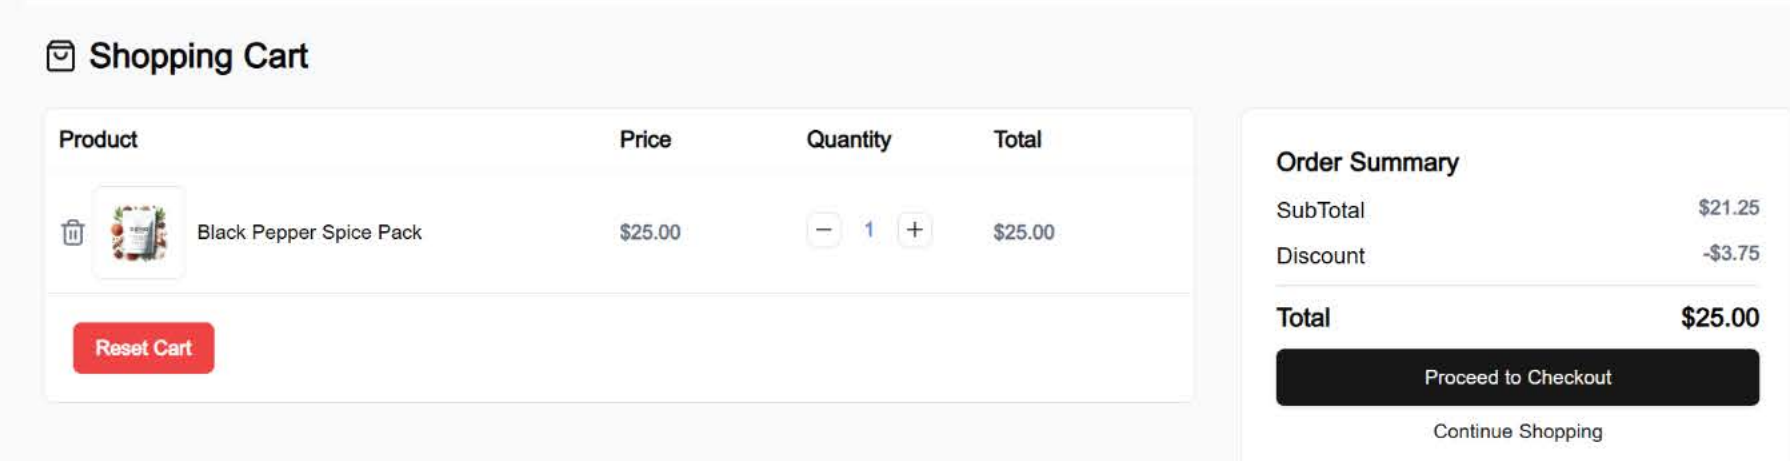 Shopping Cart
Product Price Quantity Total
Black Pepper Spice Pack $25.00 − 1 + $25.00
Reset Cart
Order Summary
SubTotal $21.25
Discount -$3.75
Total $25.00
Proceed to Checkout
Continue Shopping